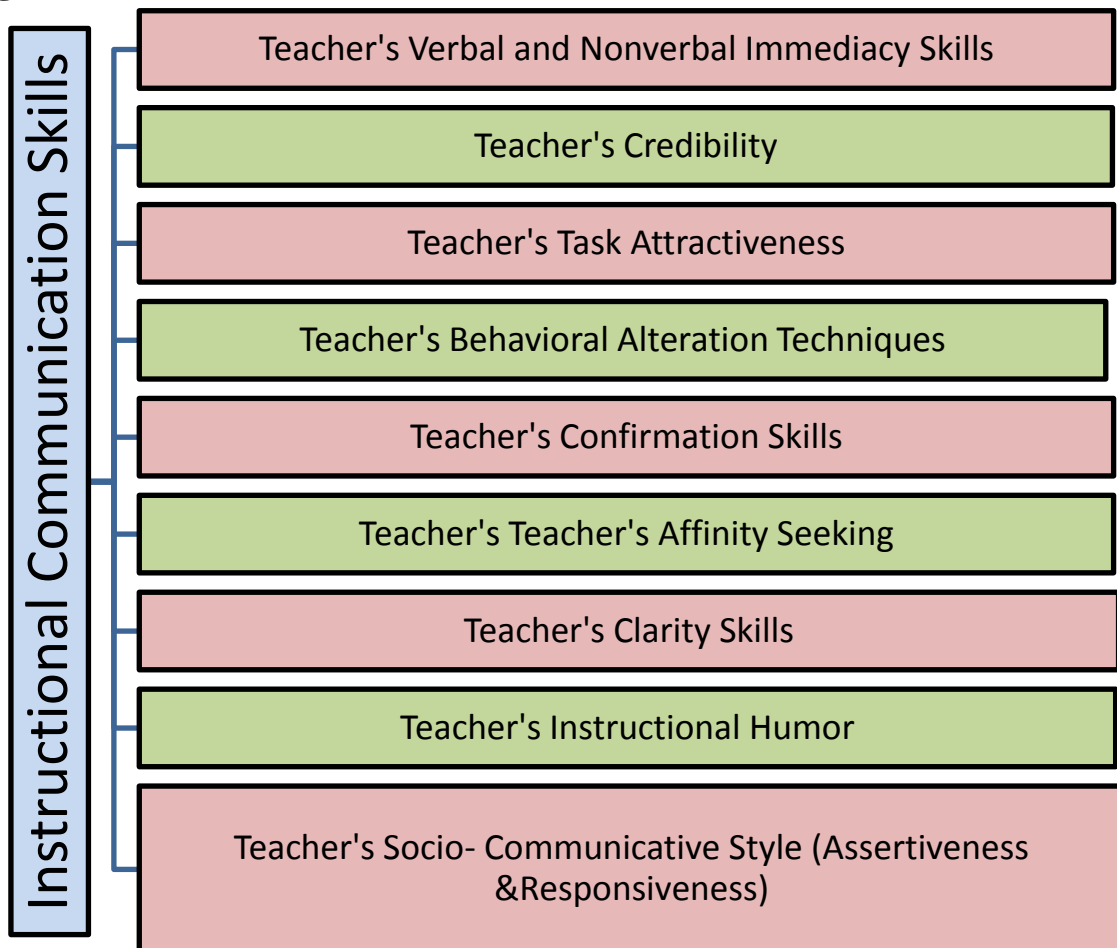 Instructional Communication Skills
Teacher's Verbal and Nonverbal Immediacy Skills
Teacher's Credibility
Teacher's Task Attractiveness
Teacher's Behavioral Alteration Techniques
Teacher's Confirmation Skills
Teacher's Teacher's Affinity Seeking
Teacher's Clarity Skills
Teacher's Instructional Humor
Teacher's Socio- Communicative Style (Assertiveness
&Responsiveness)